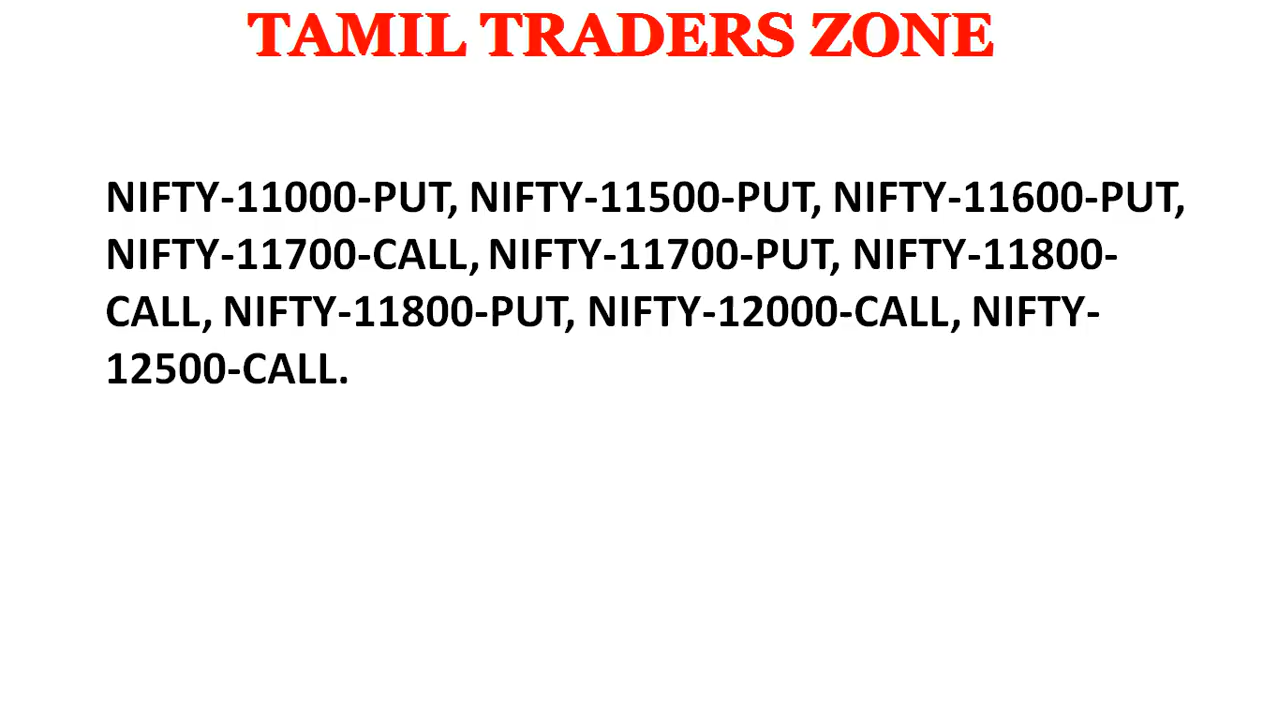 TAMIL TRADERS ZONE
NIFTY-11000-PUT, NIFTY-11500-PUT, NIFTY-11600-PUT,
NIFTY-11700-CALL, NIFTY-11700-PUT, NIFTY-11800-
CALL, NIFTY-11800-PUT, NIFTY-12000-CALL, NIFTY-
12500-CALL.